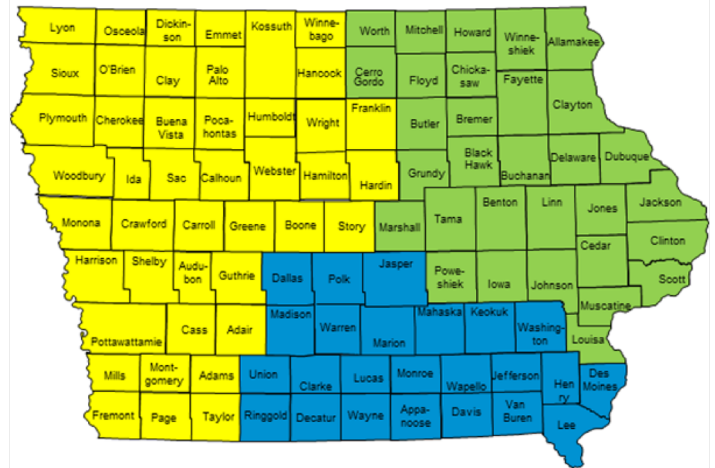 Lyon
Osceola
Dickin-
son
Emmet
Kossuth
Winne-
bago
Worth
Mitchell
Howard
Winne-
shiek
Allamakee
Sioux
O'Brien
Clay
Palo
Alto
Hancock
Cerro
Gordo
Floyd
Chicka-
saw
Fayette
Clayton
Plymouth
Cherokee
Buena
Vista
Poca-
hontas
Humboldt
Wright
Franklin
Butler
Bremer
Woodbury
Ida
Sac
Calhoun
Webster
Hamilton
Hardin
Grundy
Black
Hawk
Buchanan
Delaware
Dubuque
Monona
Crawford
Carroll
Greene
Boone
Story
Marshall
Tama
Benton
Linn
Jones
Jackson
Harrison
Shelby
Audu-
bon
Guthrie
Dallas
Polk
Jasper
Powe-
shiek
Iowa
Johnson
Cedar
Clinton
Scott
Muscatine
Pottawattamie
Cass
Adair
Madison
Warren
Marion
Mahaska
Keokuk
Washing-
ton
Louisa
Mills
Mont-
gomery
Adams
Union
Clarke
Lucas
Monroe
Wapello
Jefferson
Hen
ry
Des
Moines
Fremont
Page
Taylor
Ringgold
Decatur
Wayne
Appa-
noose
Davis
Van
Buren
Lee